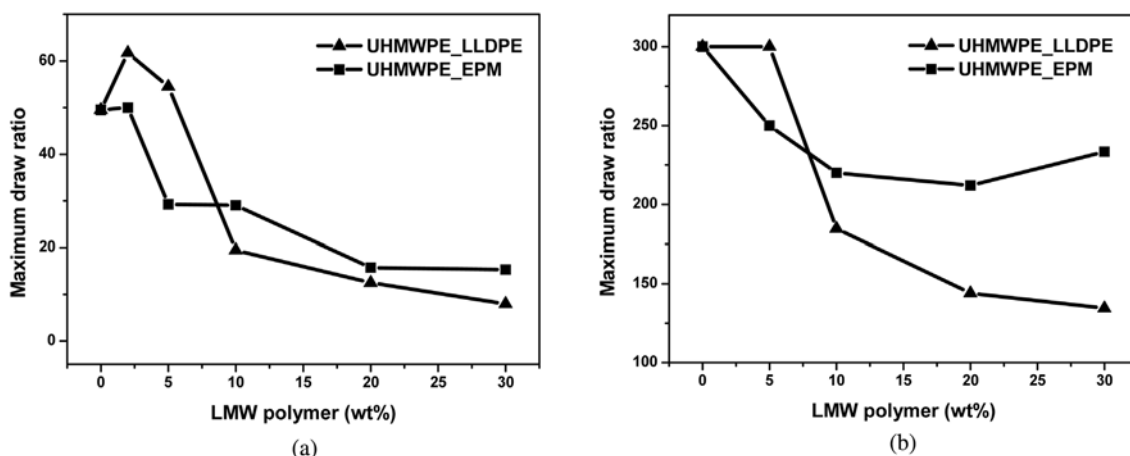 UHMWPE_LLDPE
UHMWPE_EPM
Maximum draw ratio
60
40
20
0
0 5 10 15 20 25 30
LMW polymer (wt%)
(a)
UHMWPE_LLDPE
UHMWPE_EPM
Maximum draw ratio
300
250
200
150
100
0 5 10 15 20 25 30
LMW polymer (wt%)
(b)